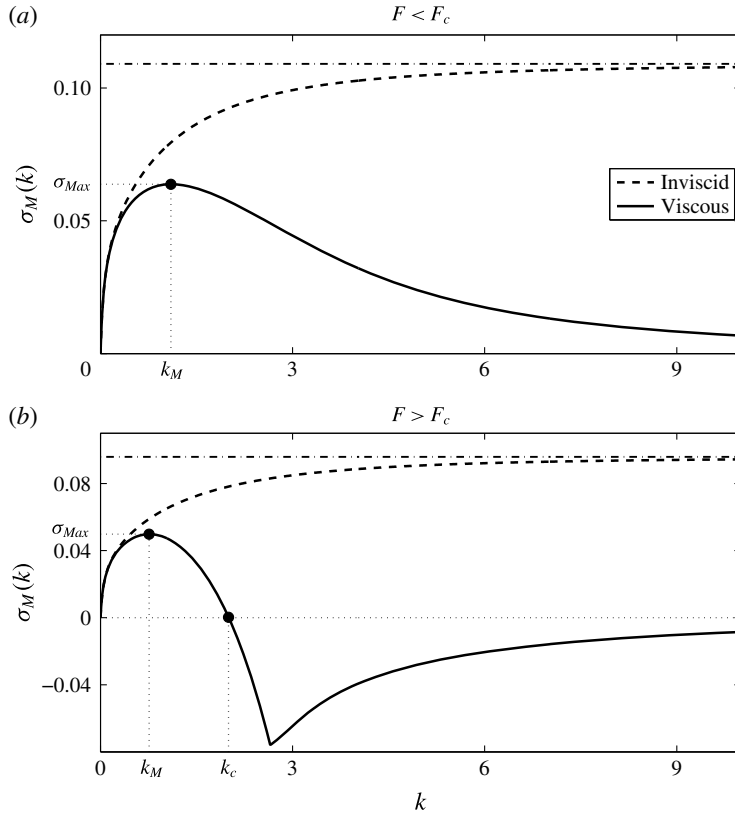 (a)
F < F_c
0.10
σ_Max
0.05
σ_M(k)
Inviscid
Viscous
0
k_M
3
6
9
(b)
F > F_c
0.08
σ_Max
0.04
0
−0.04
σ_M(k)
0
k_M
k_c
3
6
9
k